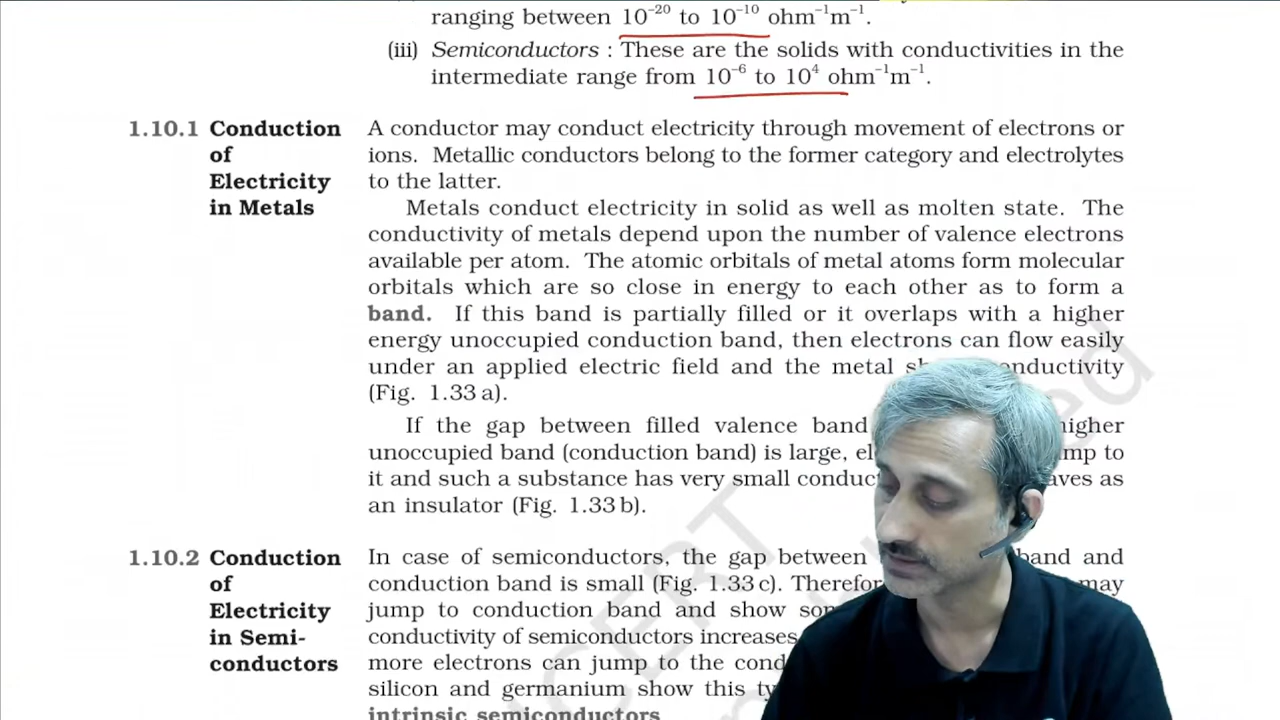 ranging between 10⁻²⁰ to 10⁻¹⁰ ohm⁻¹m⁻¹.
(iii) Semiconductors : These are the solids with conductivities in the
intermediate range from 10⁻⁶ to 10⁴ ohm⁻¹m⁻¹.
1.10.1 Conduction
of
Electricity
in Metals
A conductor may conduct electricity through movement of electrons or
ions. Metallic conductors belong to the former category and electrolytes
to the latter.
Metals conduct electricity in solid as well as molten state. The
conductivity of metals depend upon the number of valence electrons
available per atom. The atomic orbitals of metal atoms form molecular
orbitals which are so close in energy to each other as to form a
band. If this band is partially filled or it overlaps with a higher
energy unoccupied conduction band, then electrons can flow easily
under an applied electric field and the metal
(Fig. 1.33 a).
If the gap between filled valence band higher
unoccupied band (conduction band) is large, to
it and such a substance has very small as
an insulator (Fig. 1.33 b).
1.10.2 Conduction
of
Electricity
in Semi-
conductors
In case of semiconductors, the gap between band and
conduction band is small (Fig. 1.33 c). may
jump to conduction band and show
conductivity of semiconductors increases
more electrons can jump to the
silicon and germanium show this
intrinsic semiconductors